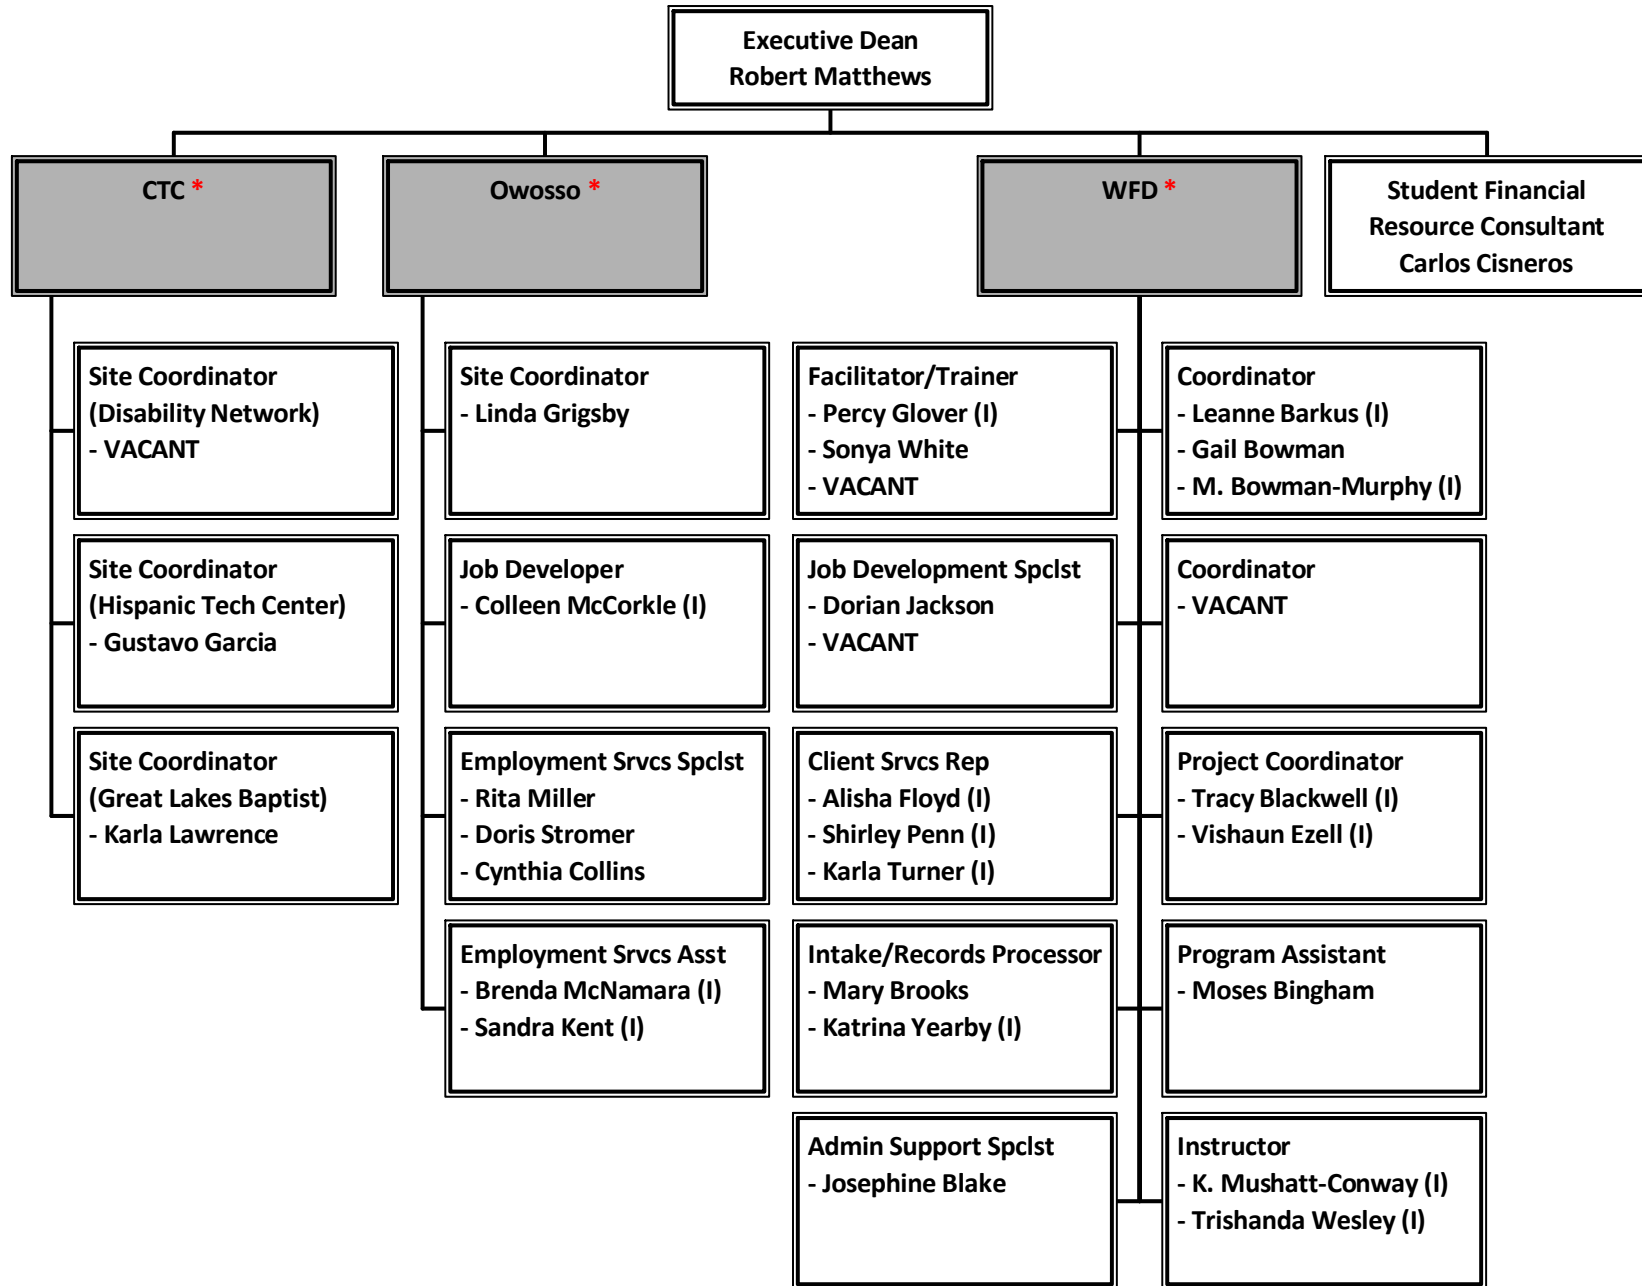 Executive Dean
Robert Matthews
CTC *
Owosso *
WFD *
Student Financial
Resource Consultant
Carlos Cisneros
Site Coordinator
(Disability Network)
- VACANT
Site Coordinator
(Hispanic Tech Center)
- Gustavo Garcia
Site Coordinator
(Great Lakes Baptist)
- Karla Lawrence
Site Coordinator
- Linda Grigsby
Job Developer
- Colleen McCorkle (I)
Employment Srvcs Spclst
- Rita Miller
- Doris Stromer
- Cynthia Collins
Employment Srvcs Asst
- Brenda McNamara (I)
- Sandra Kent (I)
Facilitator/Trainer
- Percy Glover (I)
- Sonya White
- VACANT
Job Development Spclst
- Dorian Jackson
- VACANT
Client Srvcs Rep
- Alisha Floyd (I)
- Shirley Penn (I)
- Karla Turner (I)
Intake/Records Processor
- Mary Brooks
- Katrina Yearby (I)
Admin Support Spclst
- Josephine Blake
Coordinator
- Leanne Barkus (I)
- Gail Bowman
- M. Bowman-Murphy (I)
Coordinator
- VACANT
Project Coordinator
- Tracy Blackwell (I)
- Vishaun Ezell (I)
Program Assistant
- Moses Bingham
Instructor
- K. Mushatt-Conway (I)
- Trishanda Wesley (I)